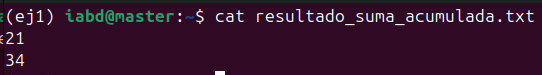 (ej1) iabd@master:~$ cat resultado_suma_acumulada.txt
21
34